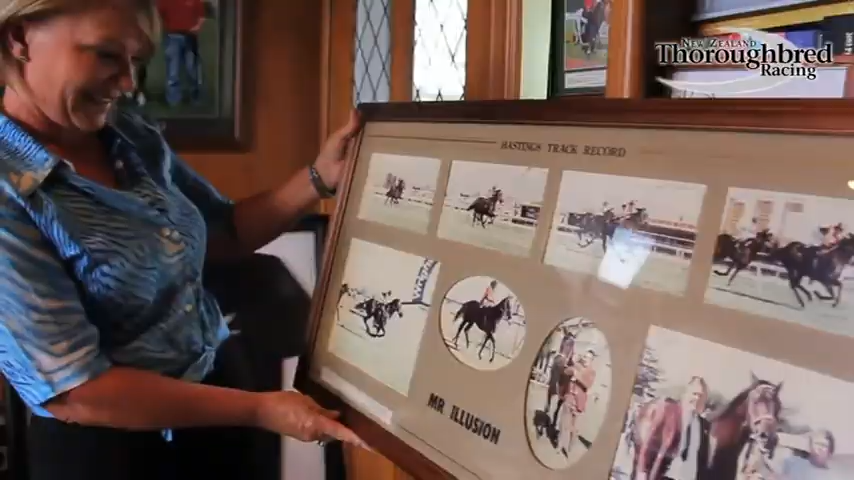 NEW ZEALAND
Thoroughbred
Racing
HASTINGS TRACK RECORD
MR ILLUSION